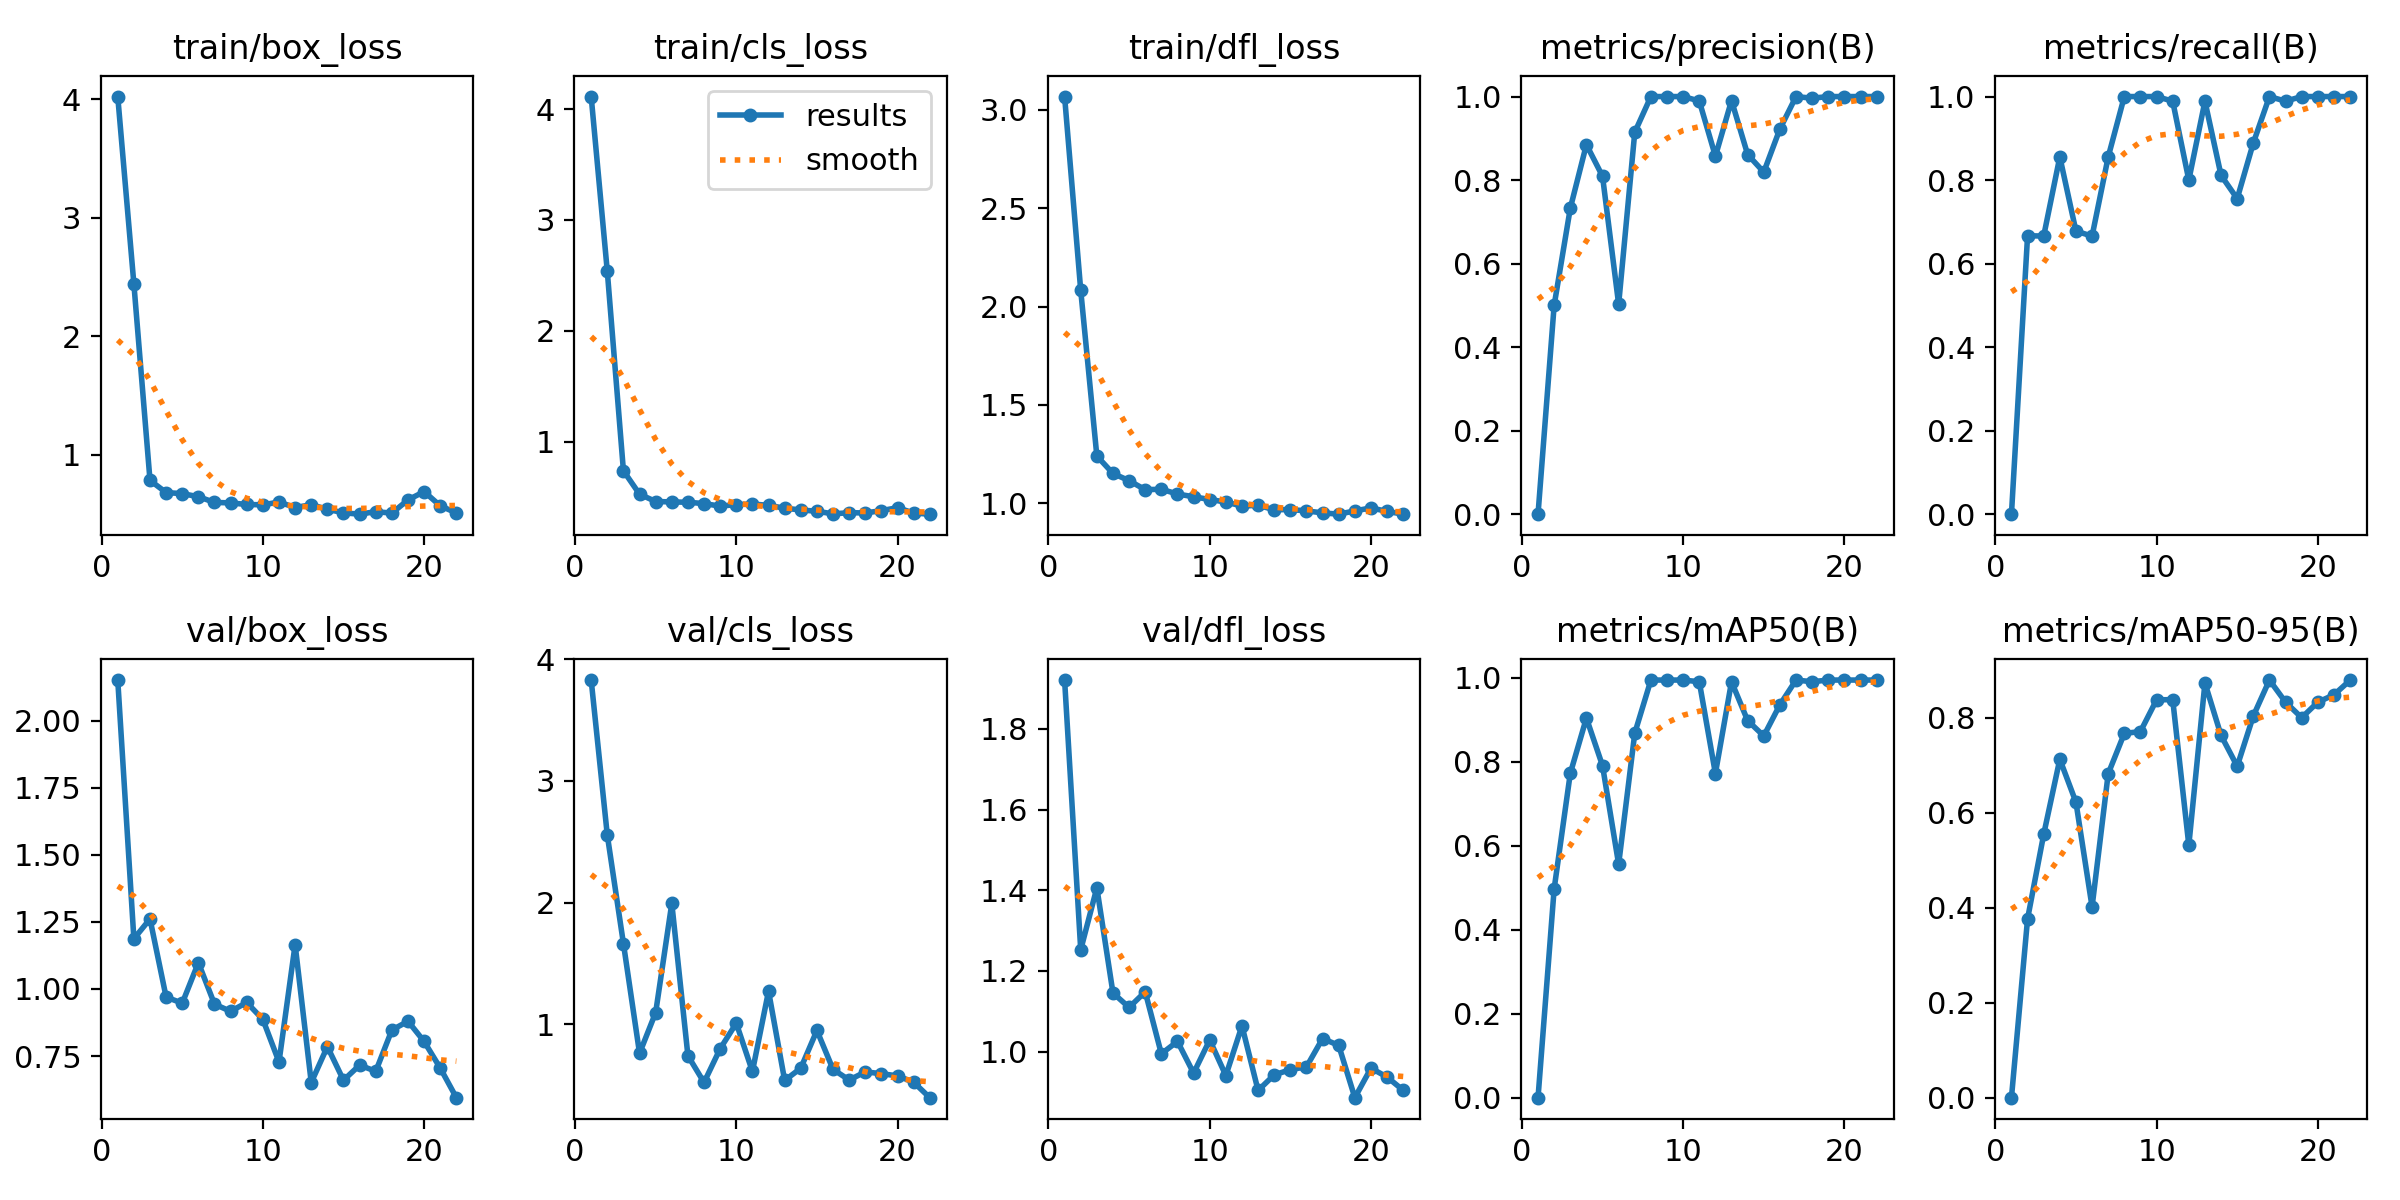 train/box_loss
train/cls_loss
train/dfl_loss
metrics/precision(B)
metrics/recall(B)
4
3
2
1
0 10 20
4
3
2
1
0 10 20
results
smooth
3.0
2.5
2.0
1.5
1.0
0 10 20
1.0
0.8
0.6
0.4
0.2
0.0
0 10 20
1.0
0.8
0.6
0.4
0.2
0.0
0 10 20
val/box_loss
val/cls_loss
val/dfl_loss
metrics/mAP50(B)
metrics/mAP50-95(B)
2.00
1.75
1.50
1.25
1.00
0.75
0 10 20
4
3
2
1
0 10 20
1.8
1.6
1.4
1.2
1.0
0 10 20
1.0
0.8
0.6
0.4
0.2
0.0
0 10 20
0.8
0.6
0.4
0.2
0.0
0 10 20